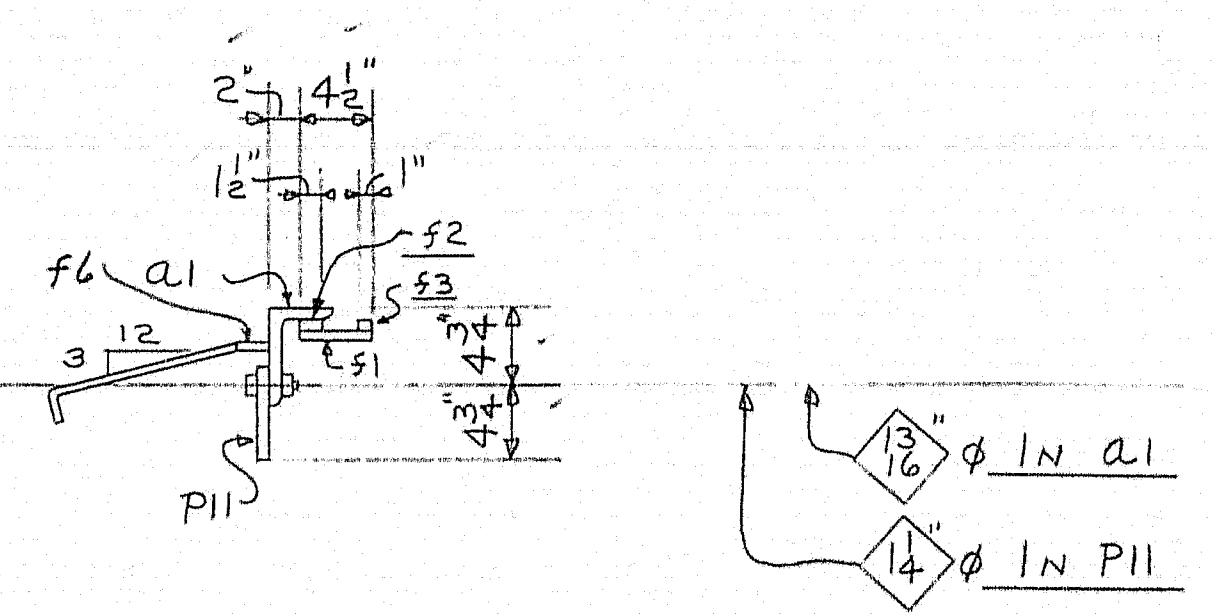 2" 4 1/2"
1 1/2" 1"
f2
f6 a1 f3
3 12
f1
4 3/4"
4 3/4"
P11
13/16" ϕ IN a1
1 1/4" ϕ IN P11